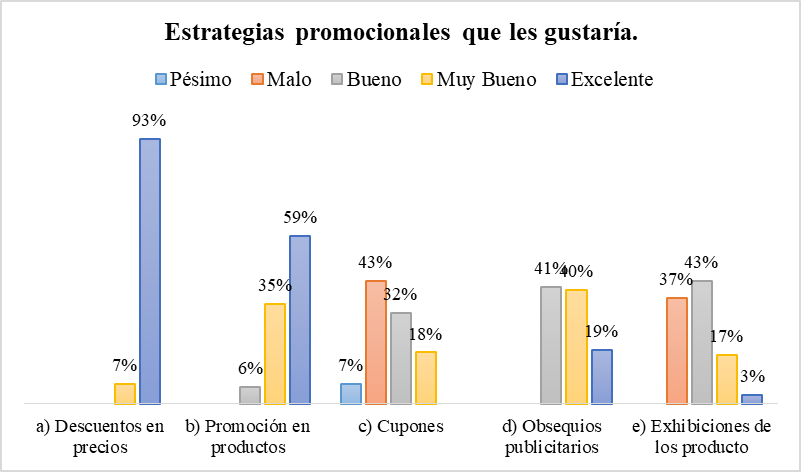 Estrategias promocionales que les gustaría.
Pésimo Malo Bueno Muy Bueno Excelente
7% 93%
6% 35% 59%
7% 43% 32% 18%
41% 40% 19%
37% 43% 17% 3%
a) Descuentos en
precios
b) Promoción en
productos
c) Cupones
d) Obsequios
publicitarios
e) Exhibiciones de
los producto